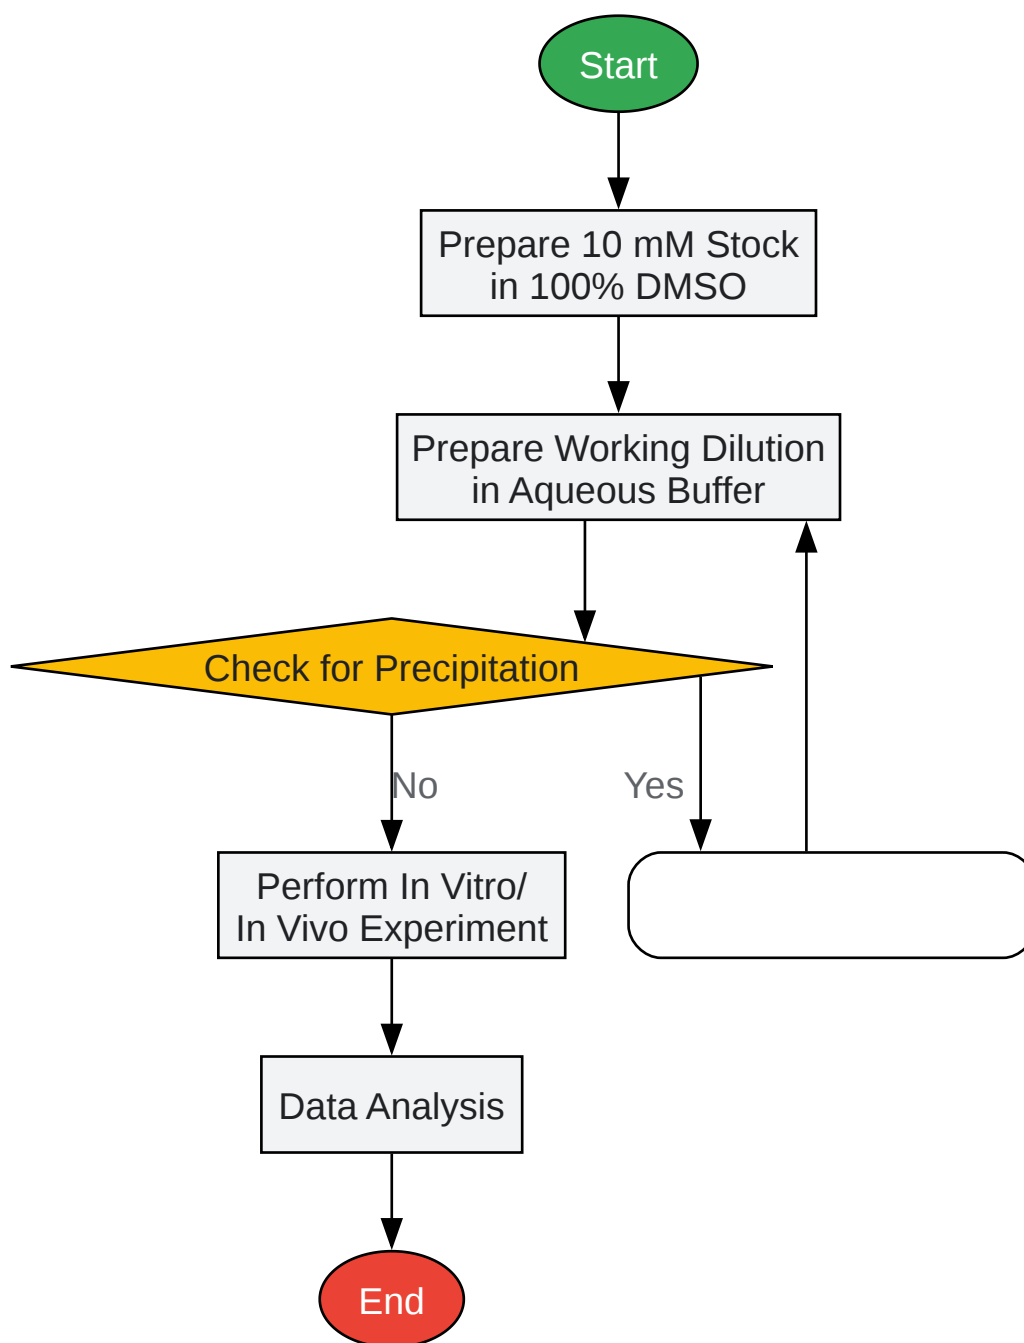 Start
Prepare 10 mM Stock
in 100% DMSO
Prepare Working Dilution
in Aqueous Buffer
Check for Precipitation
No
Yes
Perform In Vitro/
In Vivo Experiment
Data Analysis
End